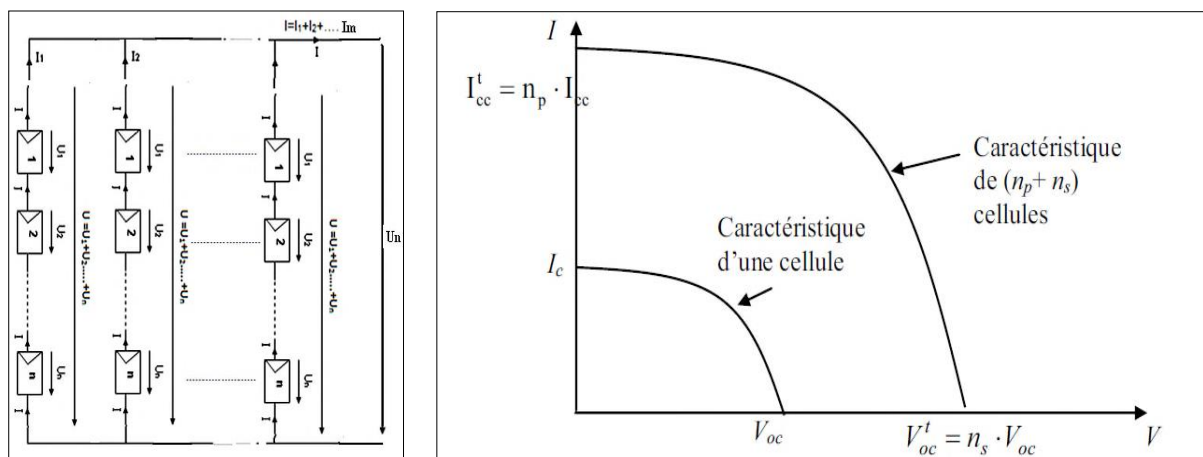 I=I₁+I₂+.... Im
I
I₁
I₂
I
I
I
1
U₁
1
U₁
1
U₁
I
I
I
2
U₂
2
U₂
2
U₂
U=U₁+U₂.....+Uₙ
U=U₁+U₂.....+Uₙ
U=U₁+U₂.....+Uₙ
Un
I
I
I
n
Uₙ
n
Uₙ
n
Uₙ
I
I
I
I
Iᵗcc = nₚ · Icc
Caractéristique
de (nₚ+ nₛ)
cellules
Caractéristique
d'une cellule
I_c
V_oc
Vᵗoc = nₛ · Voc
V